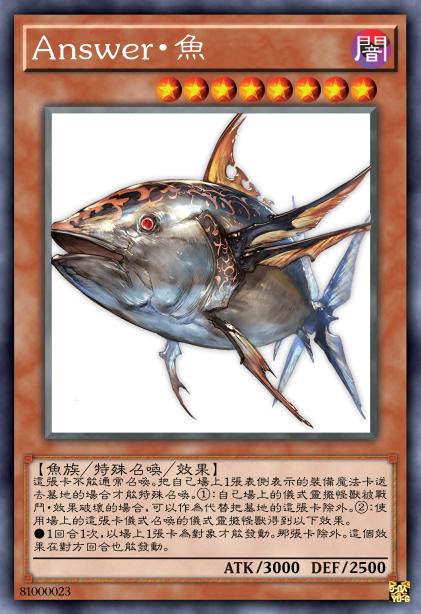 Answer・魚
闇
【魚族/特殊召喚/效果】
這張卡不能通常召喚。把自己場上1張表側表示的裝備魔法卡送
去墓地的場合才能特殊召喚。①:自己場上的儀式靈擺怪獸被戰
鬥·效果破壞的場合,可以作為代替把墓地的這張卡除外。②:使
用場上的這張卡儀式召喚的儀式靈擺怪獸得到以下效果。
●1回合1次,以場上1張卡為對象才能發動。那張卡除外。這個效
果在對方回合也能發動。
ATK/3000 DEF/2500
81000023